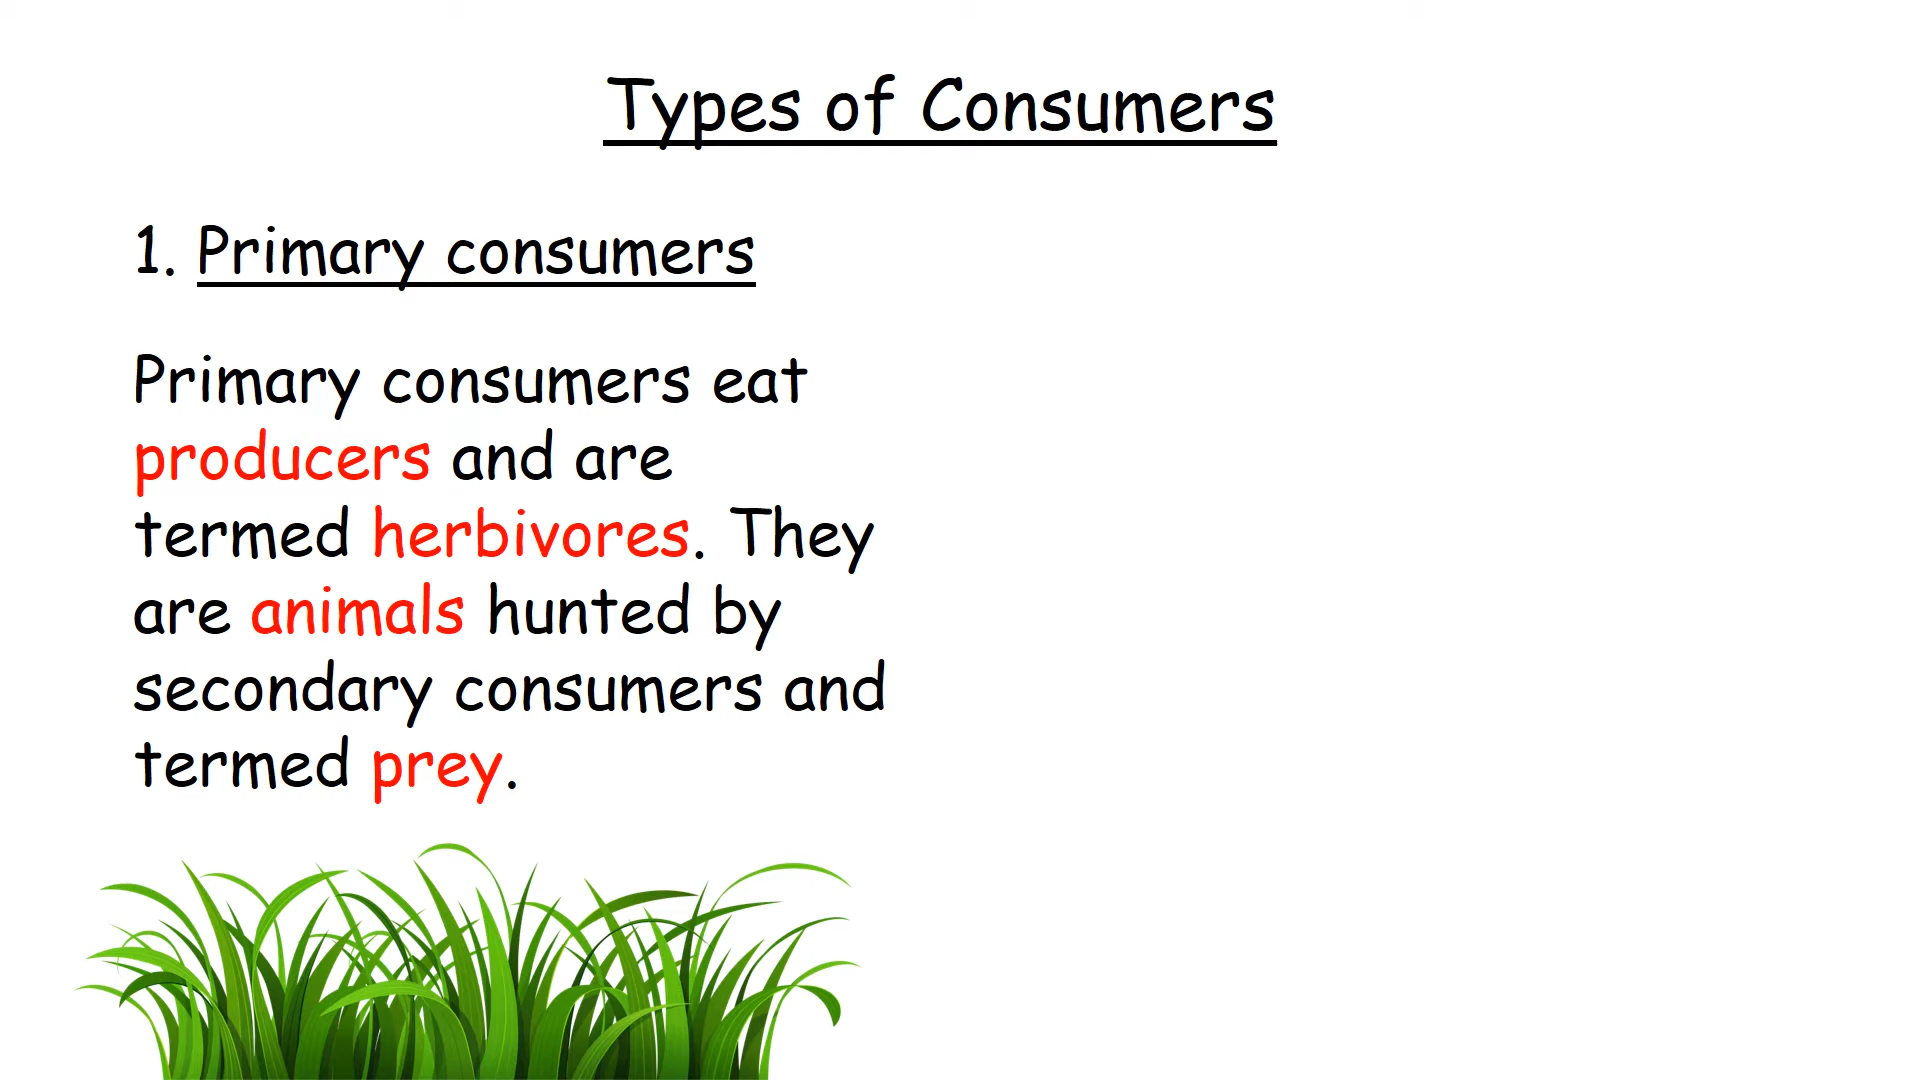 Types of Consumers
1. Primary consumers
Primary consumers eat
producers and are
termed herbivores. They
are animals hunted by
secondary consumers and
termed prey.